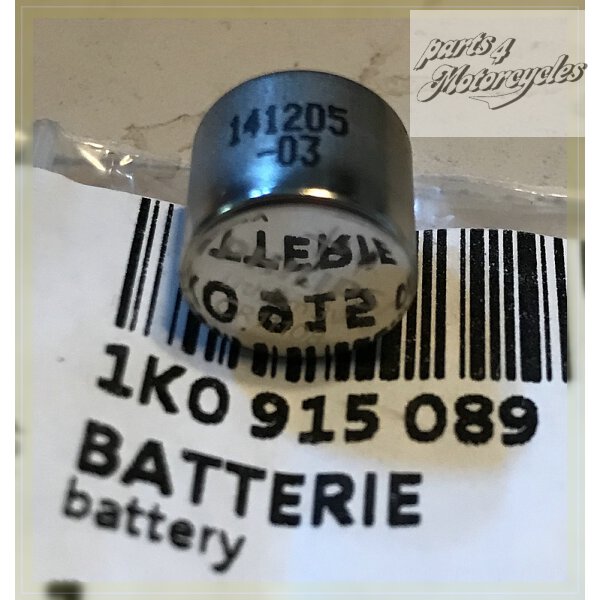 parts 4
Motorcycles
141205
-03
1K0 915 089
BATTERIE
battery